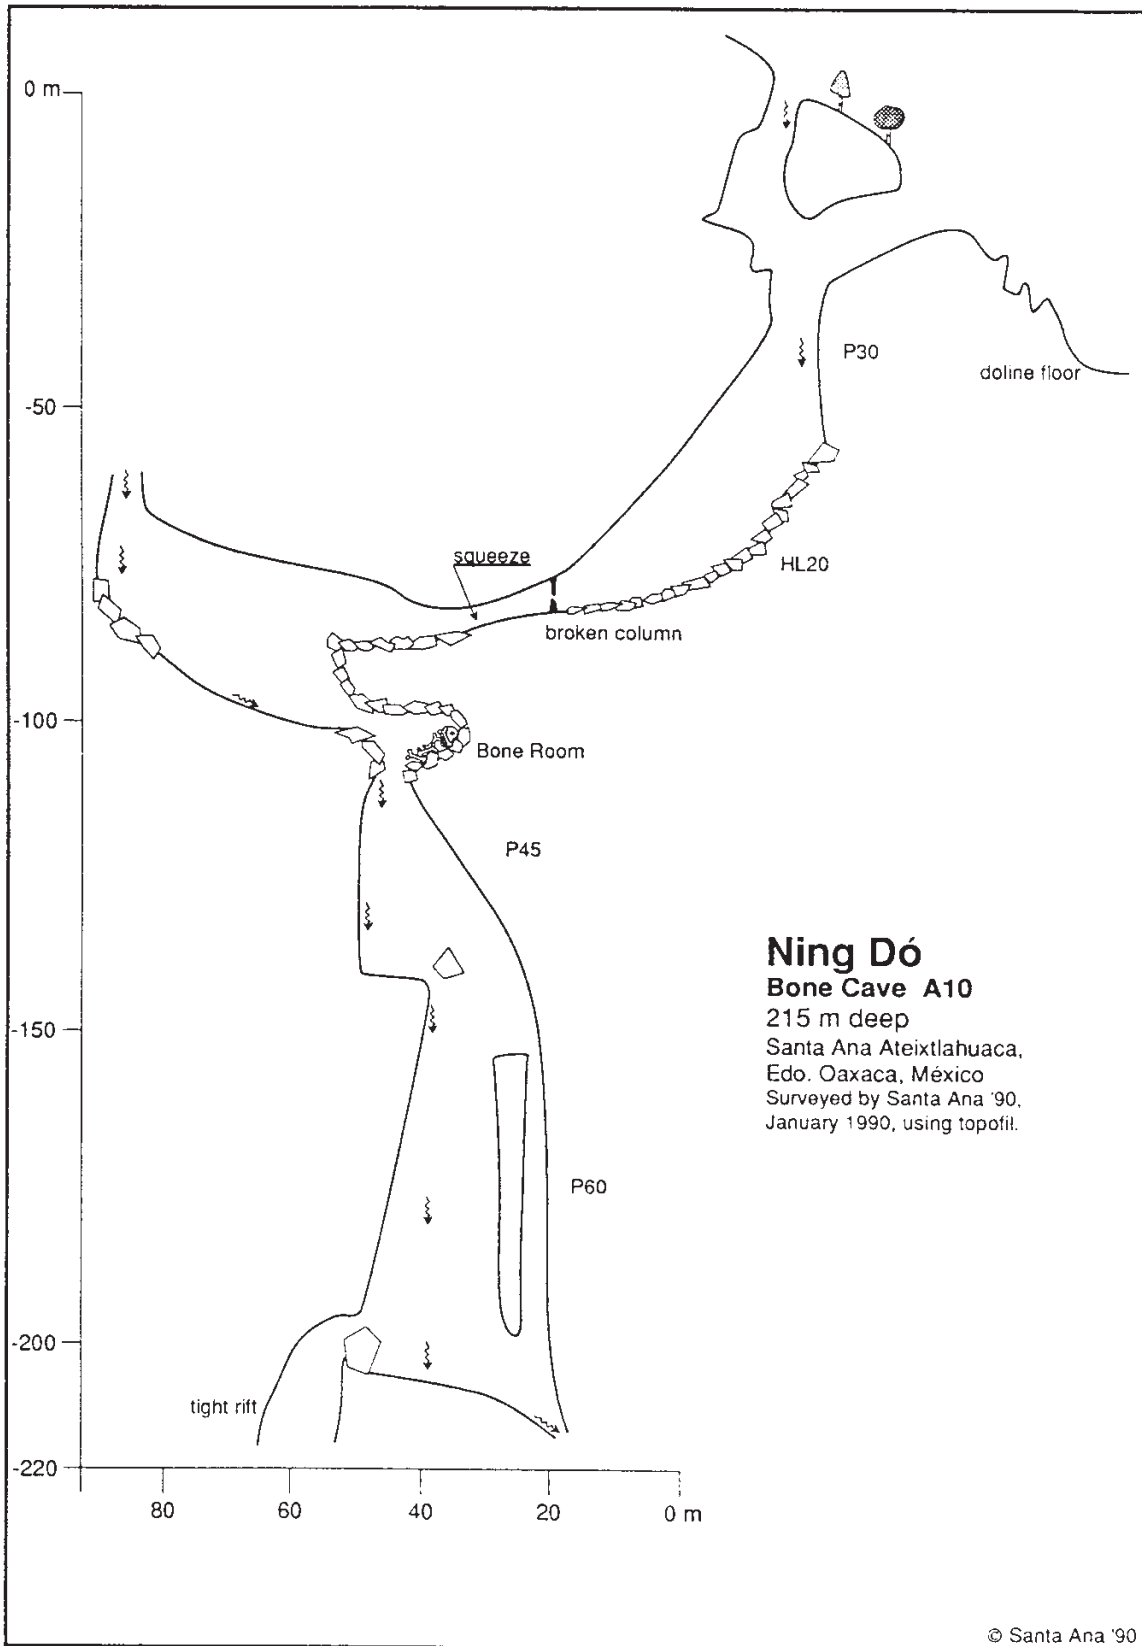 0 m
P30
doline floor
-50
squeeze
HL20
broken column
-100
Bone Room
P45
Ning Dó
Bone Cave A10
215 m deep
-150
Santa Ana Ateixtlahuaca,
Edo. Oaxaca, México
Surveyed by Santa Ana '90,
January 1990, using topofil.
P60
-200
tight rift
-220
80 60 40 20 0 m
© Santa Ana '90